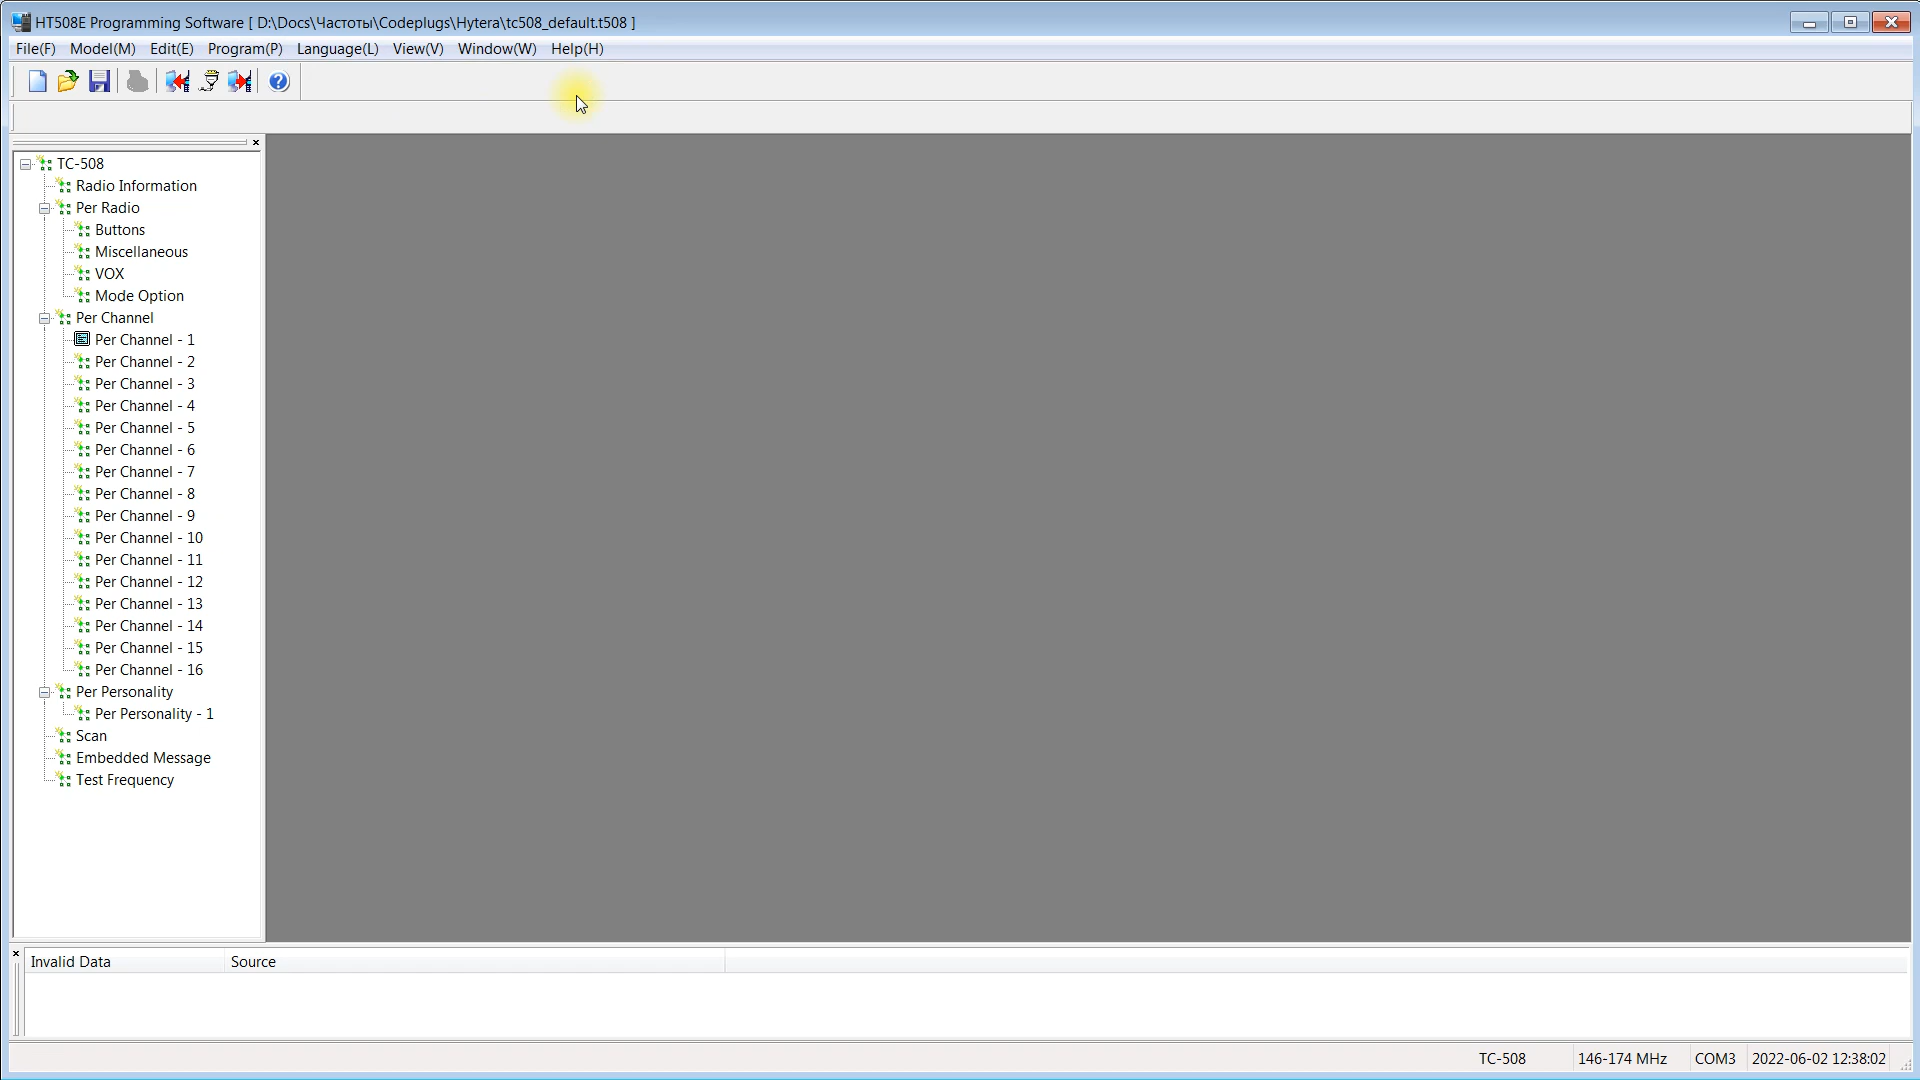 HT508E Programming Software [ D:\Docs\Частоты\Codeplugs\Hytera\tc508_default.t508 ]
File(F) Model(M) Edit(E) Program(P) Language(L) View(V) Window(W) Help(H)
TC-508
Radio Information
Per Radio
Buttons
Miscellaneous
VOX
Mode Option
Per Channel
Per Channel - 1
Per Channel - 2
Per Channel - 3
Per Channel - 4
Per Channel - 5
Per Channel - 6
Per Channel - 7
Per Channel - 8
Per Channel - 9
Per Channel - 10
Per Channel - 11
Per Channel - 12
Per Channel - 13
Per Channel - 14
Per Channel - 15
Per Channel - 16
Per Personality
Per Personality - 1
Scan
Embedded Message
Test Frequency
Invalid Data Source
TC-508 146-174 MHz COM3 2022-06-02 12:38:02